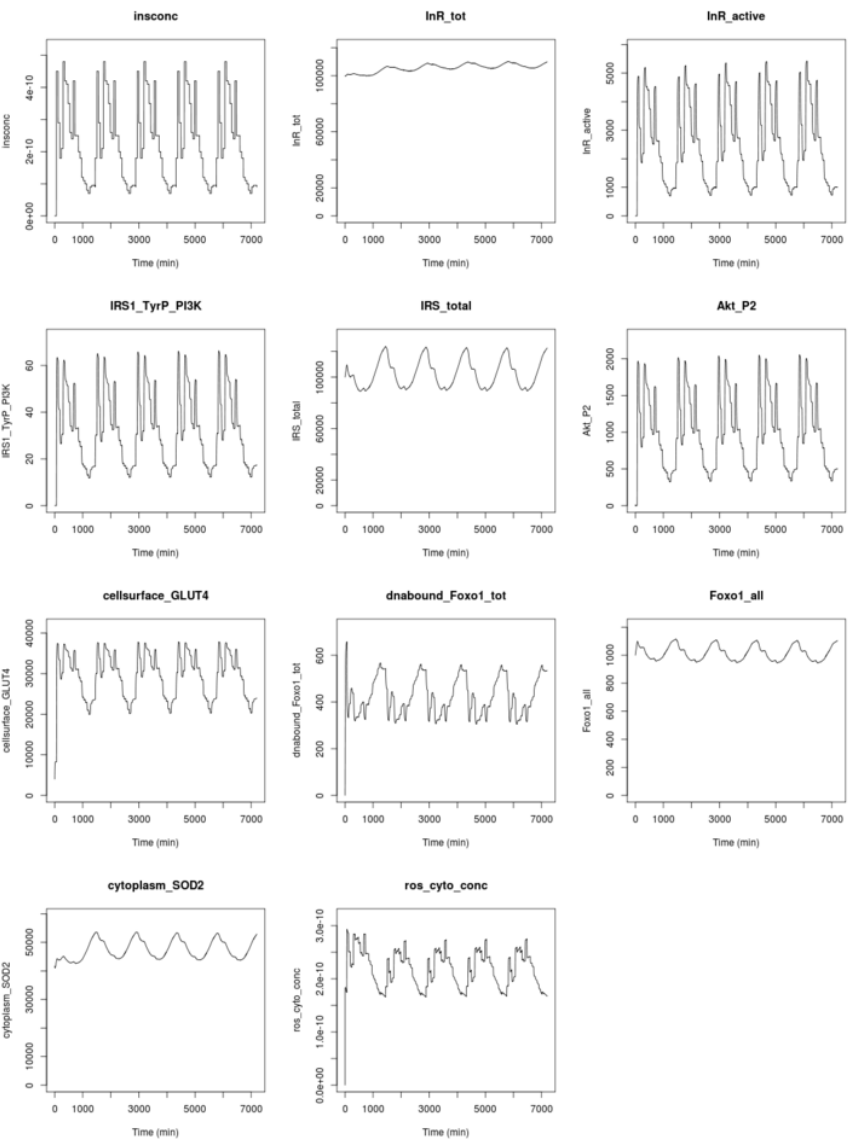 insconc
InR_tot
InR_active
insconc
0e+00
2e-10
4e-10
0
1000
3000
5000
7000
Time (min)
InR_tot
0
20000
60000
100000
0
1000
3000
5000
7000
Time (min)
InR_active
0
1000
3000
5000
0
1000
3000
5000
7000
Time (min)
IRS1_TyrP_PI3K
IRS_total
Akt_P2
IRS1_TyrP_PI3K
0
20
40
60
0
1000
3000
5000
7000
Time (min)
IRS_total
0
20000
60000
100000
0
1000
3000
5000
7000
Time (min)
Akt_P2
0
500
1000
1500
2000
0
1000
3000
5000
7000
Time (min)
cellsurface_GLUT4
dnabound_Foxo1_tot
Foxo1_all
cellsurface_GLUT4
0
10000
20000
30000
40000
0
1000
3000
5000
7000
Time (min)
dnabound_Foxo1_tot
0
200
400
600
0
1000
3000
5000
7000
Time (min)
Foxo1_all
0
200
400
600
800
1000
0
1000
3000
5000
7000
Time (min)
cytoplasm_SOD2
ros_cyto_conc
cytoplasm_SOD2
0
10000
30000
50000
0
1000
3000
5000
7000
Time (min)
ros_cyto_conc
0.0e+00
1.0e-10
2.0e-10
3.0e-10
0
1000
3000
5000
7000
Time (min)